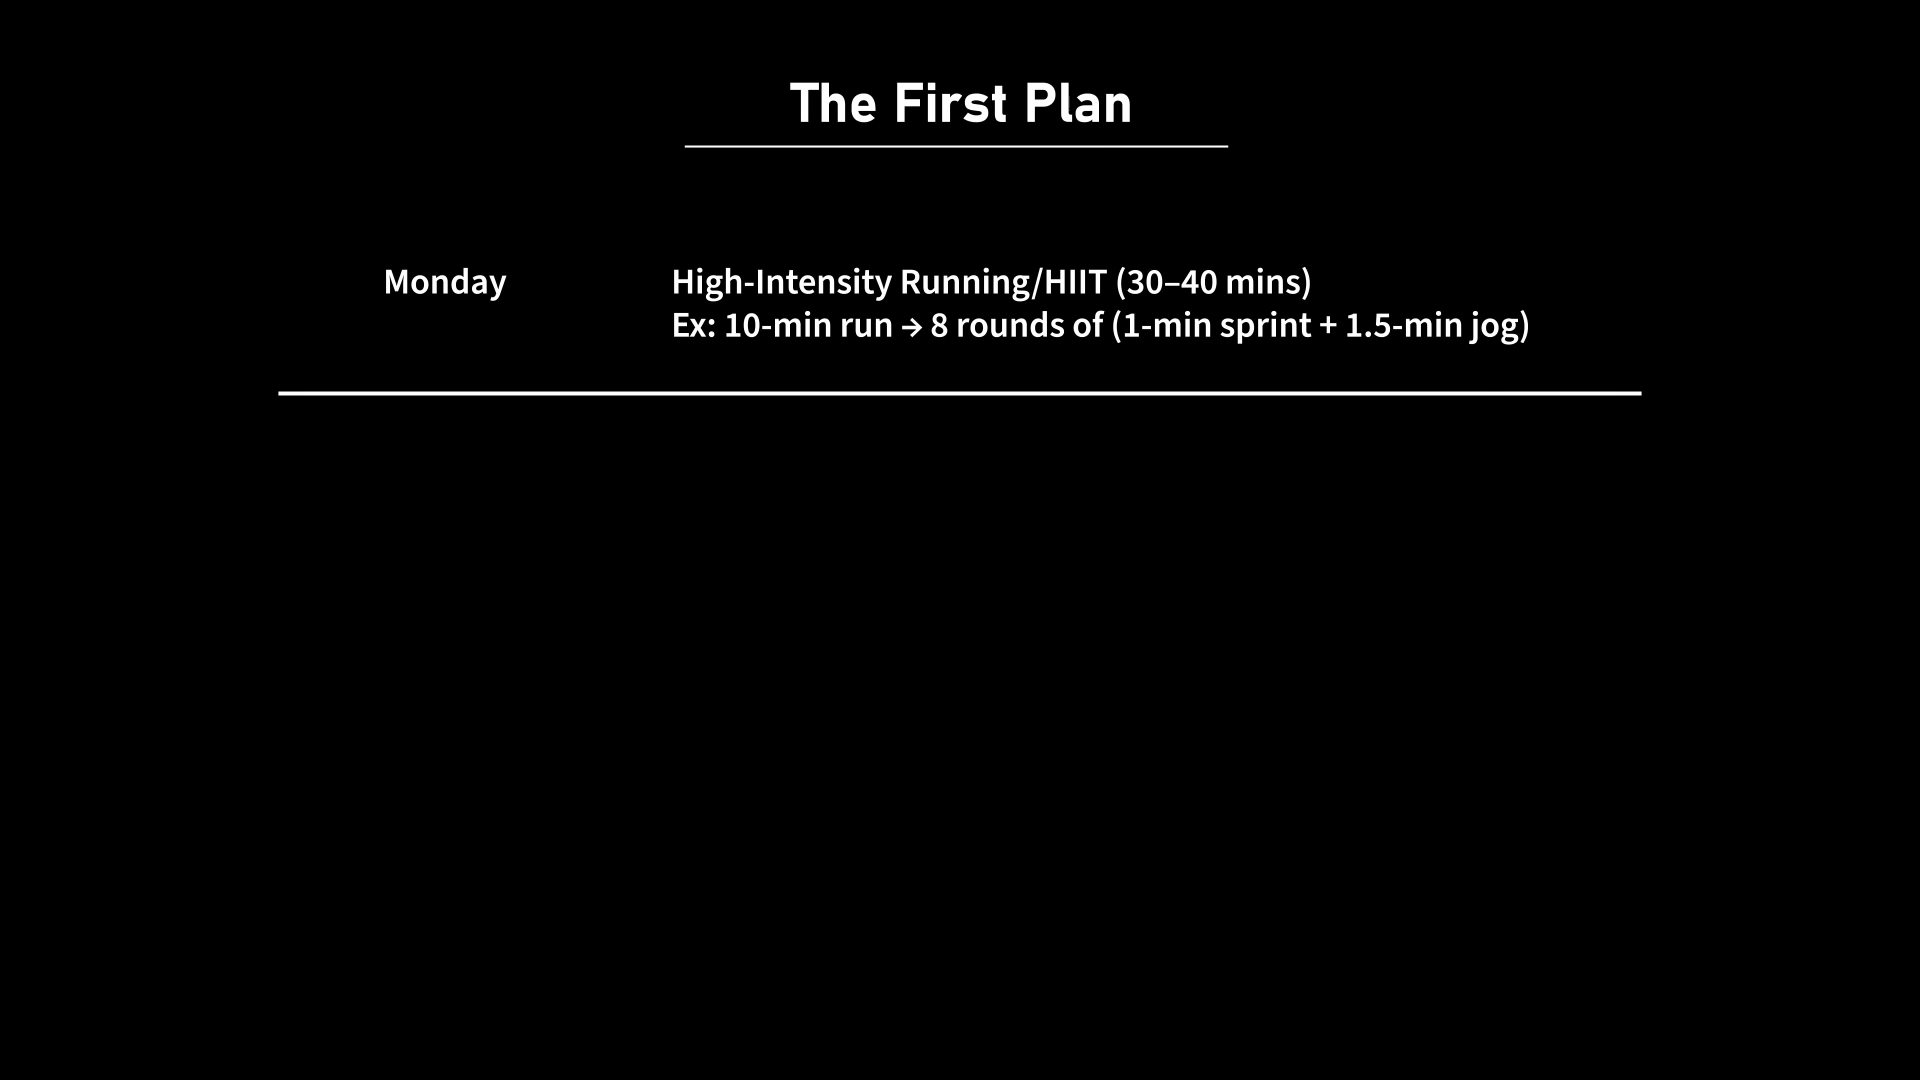 The First Plan
Monday
High-Intensity Running/HIIT (30–40 mins)
Ex: 10-min run → 8 rounds of (1-min sprint + 1.5-min jog)